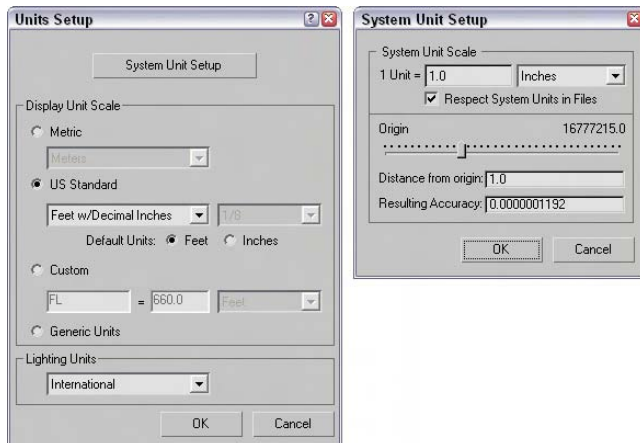 Units Setup
System Unit Setup
Display Unit Scale
Metric
Meters
US Standard
Feet w/Decimal Inches 1/8
Default Units: Feet Inches
Custom
FL = 660.0 Feet
Generic Units
Lighting Units
International
OK Cancel
System Unit Setup
System Unit Scale
1 Unit = 1.0 Inches
Respect System Units in Files
Origin 16777215.0
Distance from origin: 1.0
Resulting Accuracy: 0.0000001192
OK Cancel